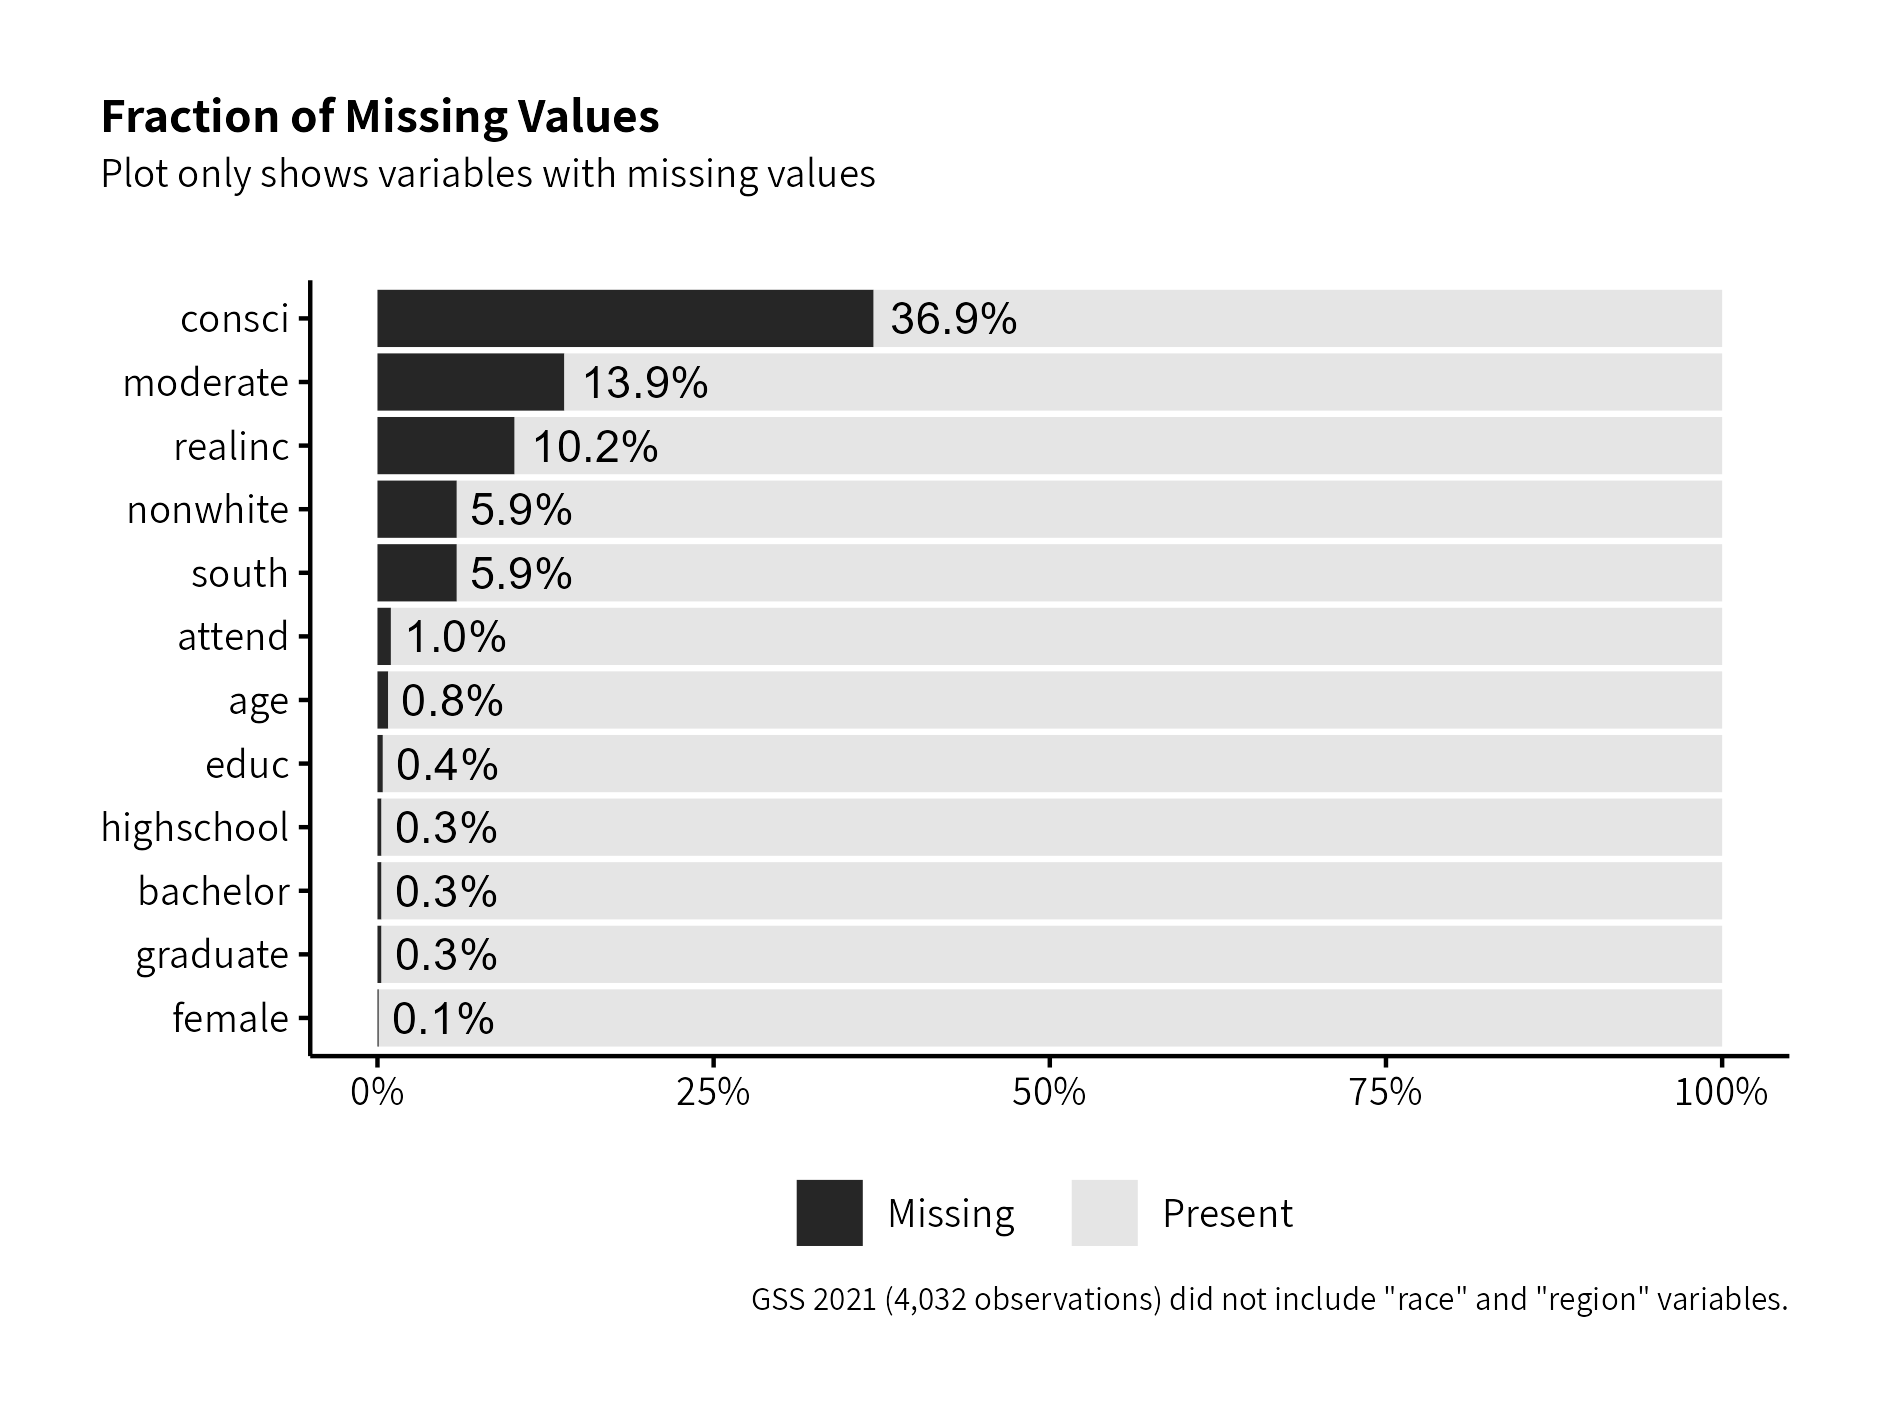 Fraction of Missing Values
Plot only shows variables with missing values
consci 36.9%
moderate 13.9%
realinc 10.2%
nonwhite 5.9%
south 5.9%
attend 1.0%
age 0.8%
educ 0.4%
highschool 0.3%
bachelor 0.3%
graduate 0.3%
female 0.1%
0% 25% 50% 75% 100%
Missing Present
GSS 2021 (4,032 observations) did not include "race" and "region" variables.